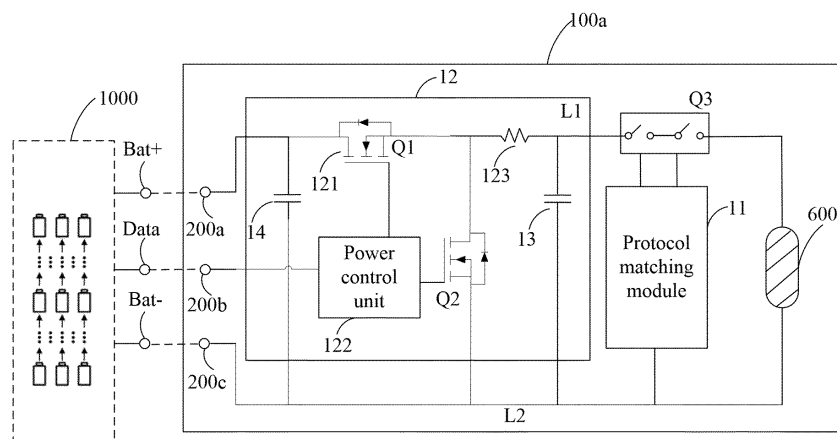 100a
12
1000
L1
Q3
Bat+
Q1
121
123
200a
14
13
11
600
Data
Power
control
unit
Protocol
matching
module
200b
Q2
Bat-
122
200c
L2